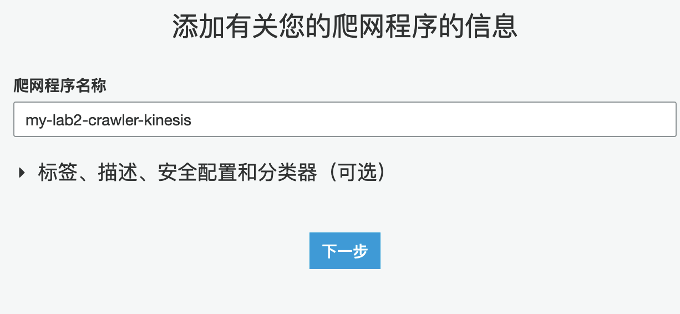 添加有关您的爬网程序的信息
爬网程序名称
my-lab2-crawler-kinesis
标签、描述、安全配置和分类器（可选）
下一步